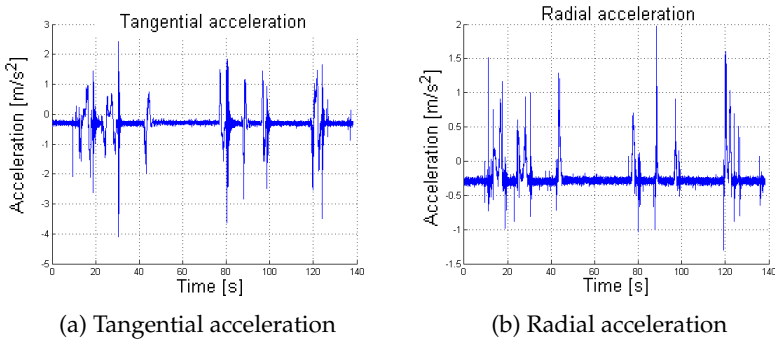 Tangential acceleration
3
2
1
0
-1
-2
-3
-4
-5
0 20 40 60 80 100 120 140
Acceleration [m/s²]
Time [s]
(a) Tangential acceleration
Radial acceleration
2
1.5
1
0.5
0
-0.5
-1
-1.5
0 20 40 60 80 100 120 140
Acceleration [m/s²]
Time [s]
(b) Radial acceleration